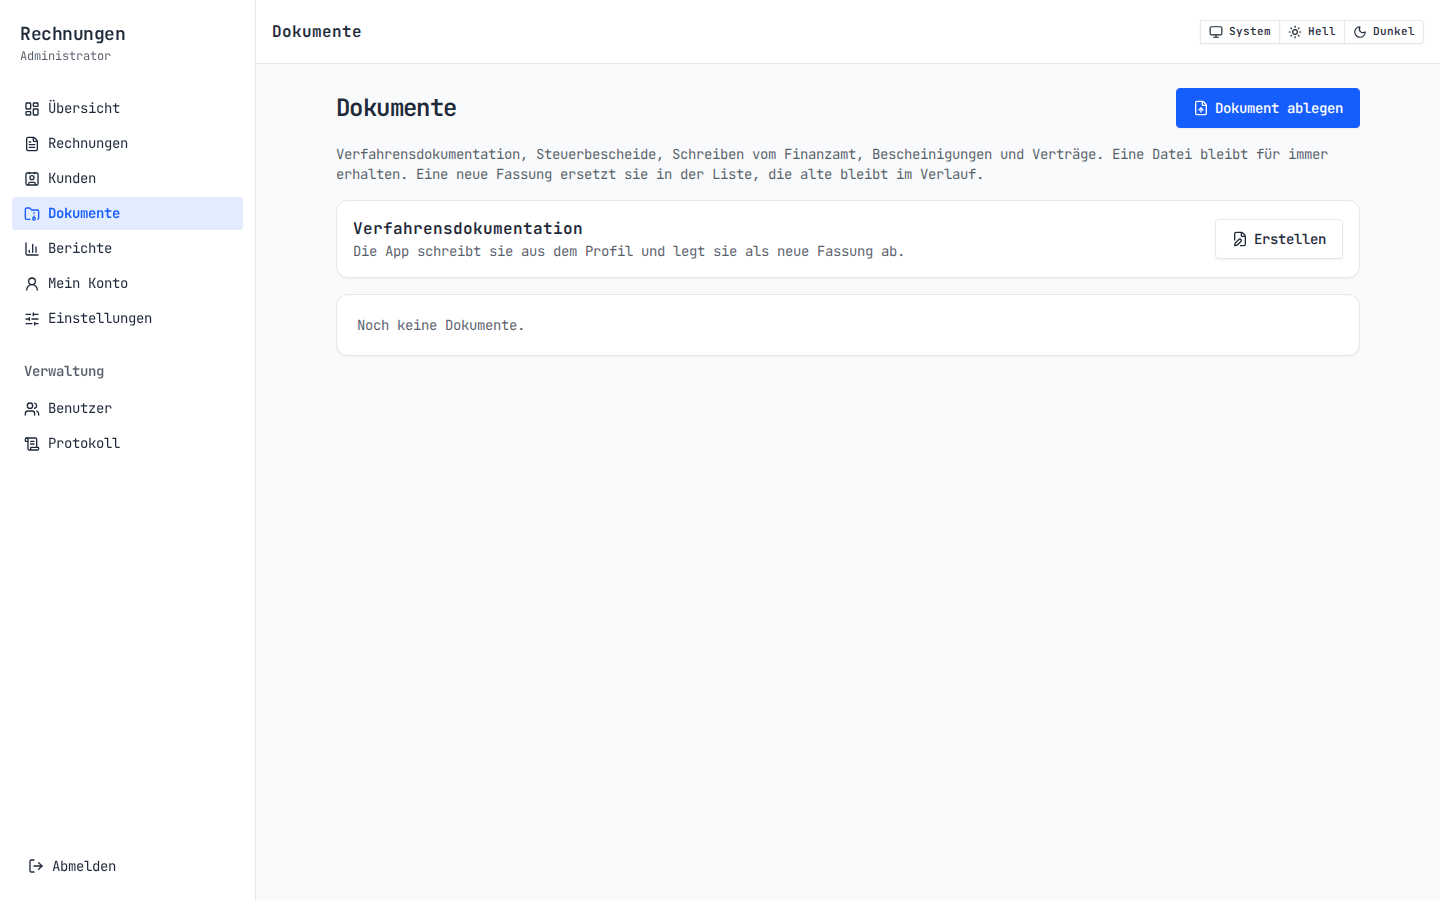 Rechnungen
Administrator
Übersicht
Rechnungen
Kunden
Dokumente
Berichte
Mein Konto
Einstellungen
Verwaltung
Benutzer
Protokoll
Abmelden
Dokumente
System
Hell
Dunkel
Dokumente
Dokument ablegen
Verfahrensdokumentation, Steuerbescheide, Schreiben vom Finanzamt, Bescheinigungen und Verträge. Eine Datei bleibt für immer
erhalten. Eine neue Fassung ersetzt sie in der Liste, die alte bleibt im Verlauf.
Verfahrensdokumentation
Die App schreibt sie aus dem Profil und legt sie als neue Fassung ab.
Erstellen
Noch keine Dokumente.